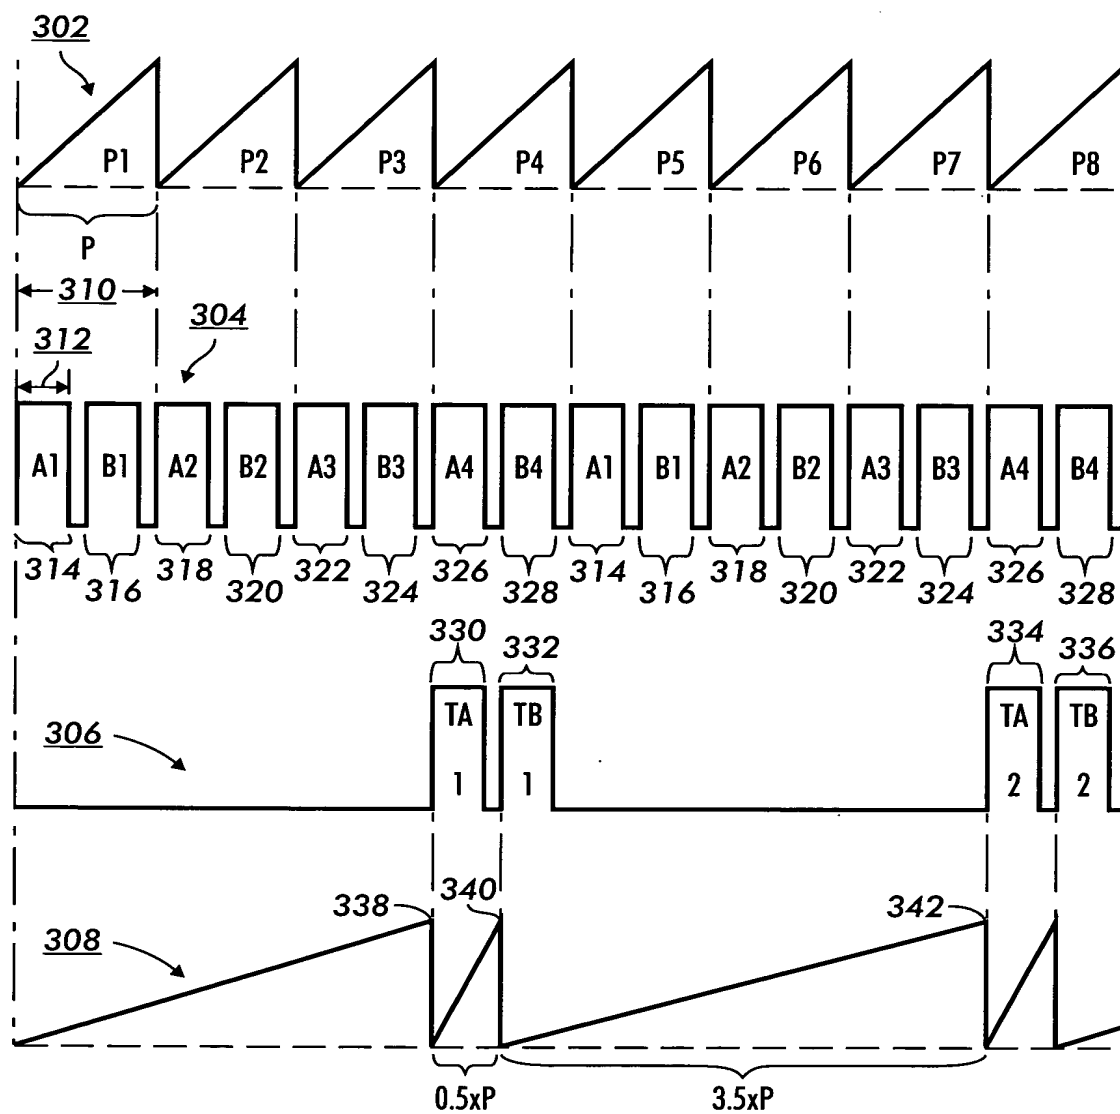 302
P1 P2 P3 P4 P5 P6 P7 P8
P
310
304
312
A1 B1 A2 B2 A3 B3 A4 B4 A1 B1 A2 B2 A3 B3 A4 B4
314 316 318 320 322 324 326 328 314 316 318 320 322 324 326 328
330 332 334 336
TA TB TA TB
306
1 1 2 2
338 340 342
308
0.5xP 3.5xP